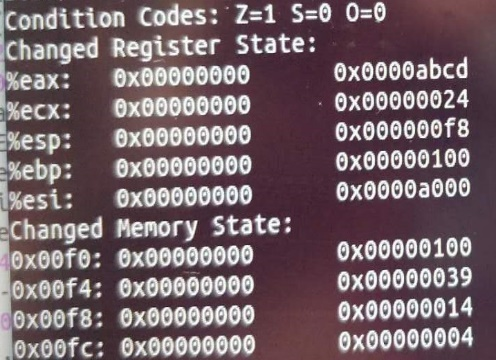 Condition Codes: Z=1 S=0 O=0
Changed Register State:
%eax: 0x00000000 0x0000abcd
%ecx: 0x00000000 0x00000024
%esp: 0x00000000 0x000000f8
%ebp: 0x00000000 0x00000100
%esi: 0x00000000 0x0000a000
Changed Memory State:
0x00f0: 0x00000000 0x00000100
0x00f4: 0x00000000 0x00000039
0x00f8: 0x00000000 0x00000014
0x00fc: 0x00000000 0x00000004